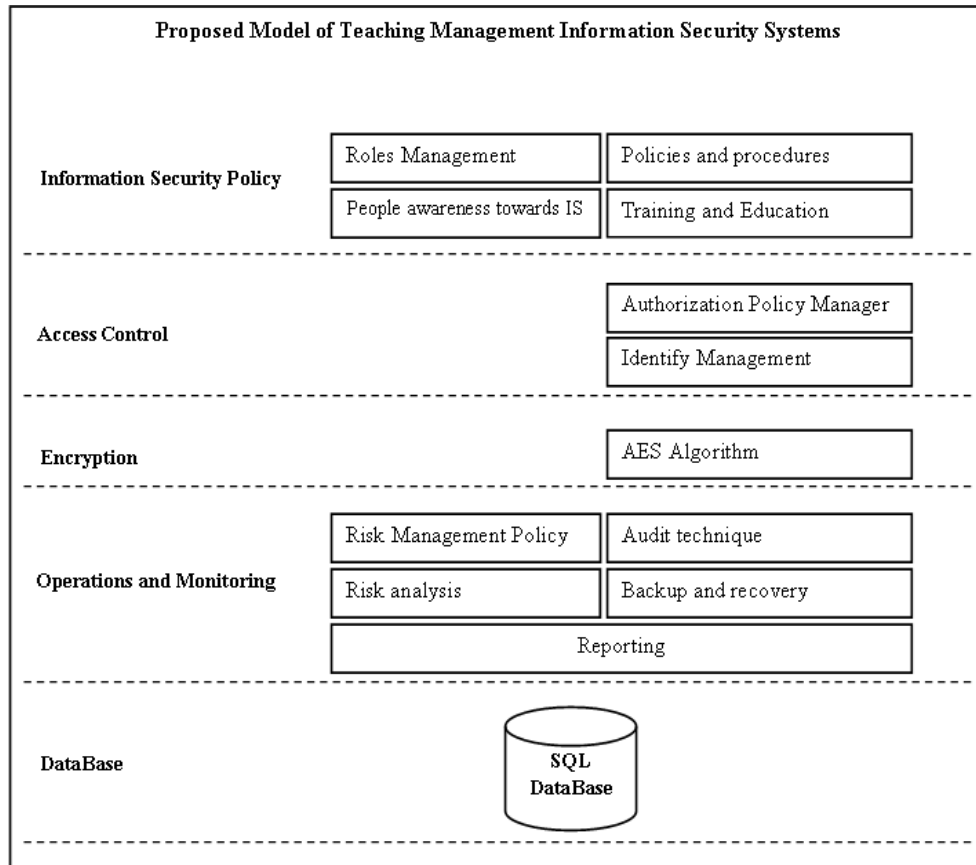 Proposed Model of Teaching Management Information Security Systems
Information Security Policy
Roles Management
Policies and procedures
People awareness towards IS
Training and Education
Access Control
Authorization Policy Manager
Identify Management
Encryption
AES Algorithm
Operations and Monitoring
Risk Management Policy
Audit technique
Risk analysis
Backup and recovery
Reporting
DataBase
SQL
DataBase